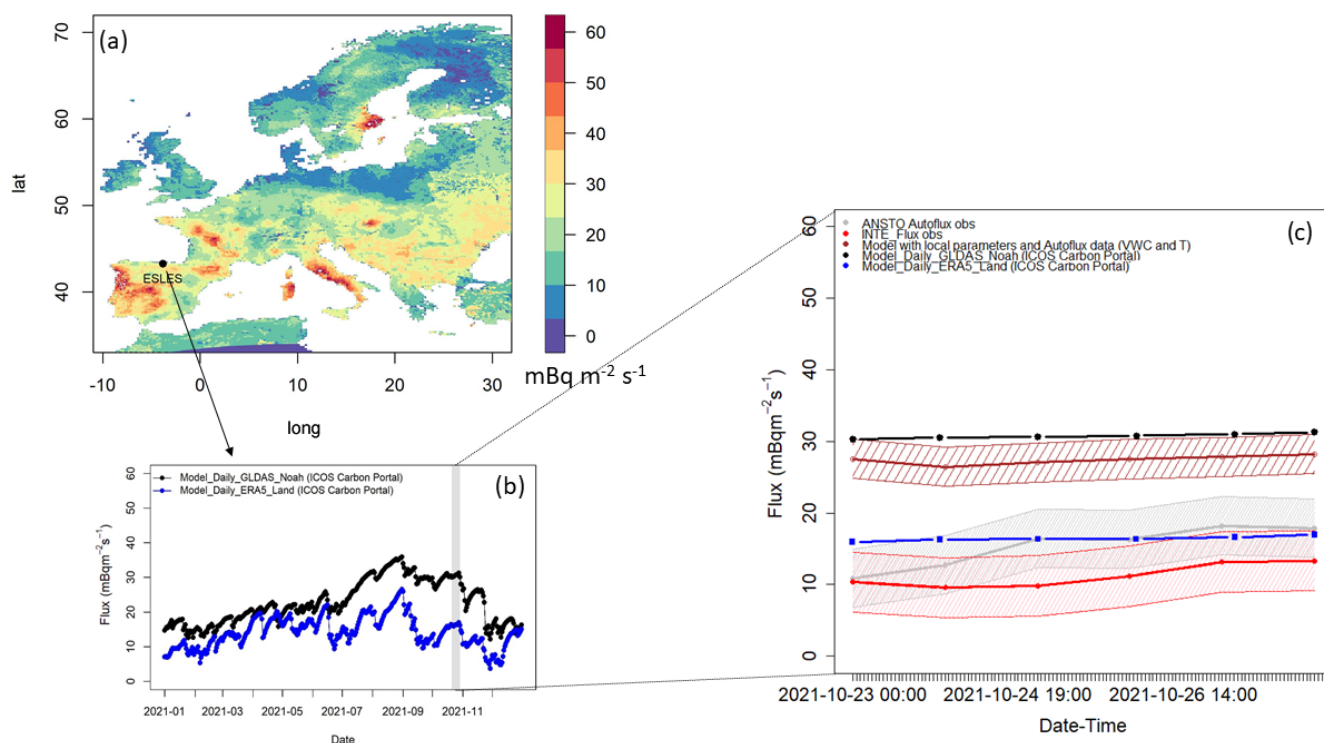 (a)
70
60
50
40
lat
ESLES
-10
0
10
20
30
long
60
50
40
30
40
30
20
10
0
mBq m-2 s-1
(b)
Model_Daily_GLDAS_Noah (ICOS Carbon Portal)
Model_Daily_ERA5_Land (ICOS Carbon Portal)
60
50
40
30
20
10
0
Flux (mBqm−2s−1)
2021-01
2021-03
2021-05
2021-07
2021-09
2021-11
Date
(c)
ANSTO Autoflux obs
INTE_Flux obs
Model with local parameters and Autoflux data (VWC and T)
Model_Daily_GLDAS_Noah (ICOS Carbon Portal)
Model_Daily_ERA5_Land (ICOS Carbon Portal)
60
50
40
30
20
10
0
Flux (mBqm−2s−1)
2021-10-23 00:00
2021-10-24 19:00
2021-10-26 14:00
Date-Time